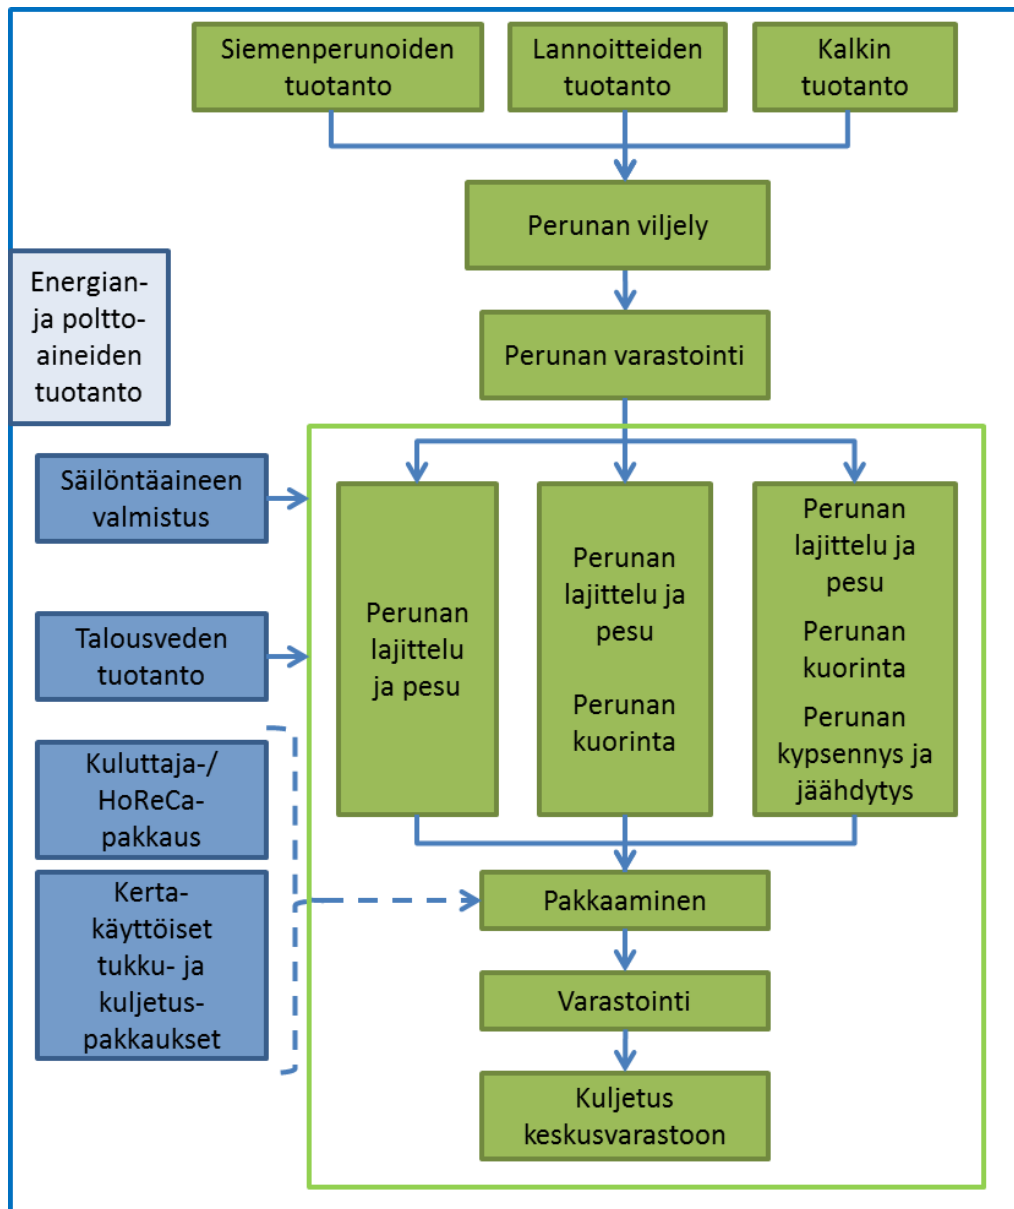 Siemenperunoiden
tuotanto
Lannoitteiden
tuotanto
Kalkin
tuotanto
Perunan viljely
Energian-
ja poltto-
aineiden
tuotanto
Perunan varastointi
Säilöntäaineen
valmistus
Talousveden
tuotanto
Kuluttaja-/
HoReCa-
pakkaus
Kerta-
käyttöiset
tukku- ja
kuljetus-
pakkaukset
Perunan
lajittelu
ja pesu
Perunan
lajittelu ja
pesu
Perunan
kuorinta
Perunan
lajittelu ja
pesu
Perunan
kuorinta
Perunan
kypsennys ja
jäähdytys
Pakkaaminen
Varastointi
Kuljetus
keskusvarastoon